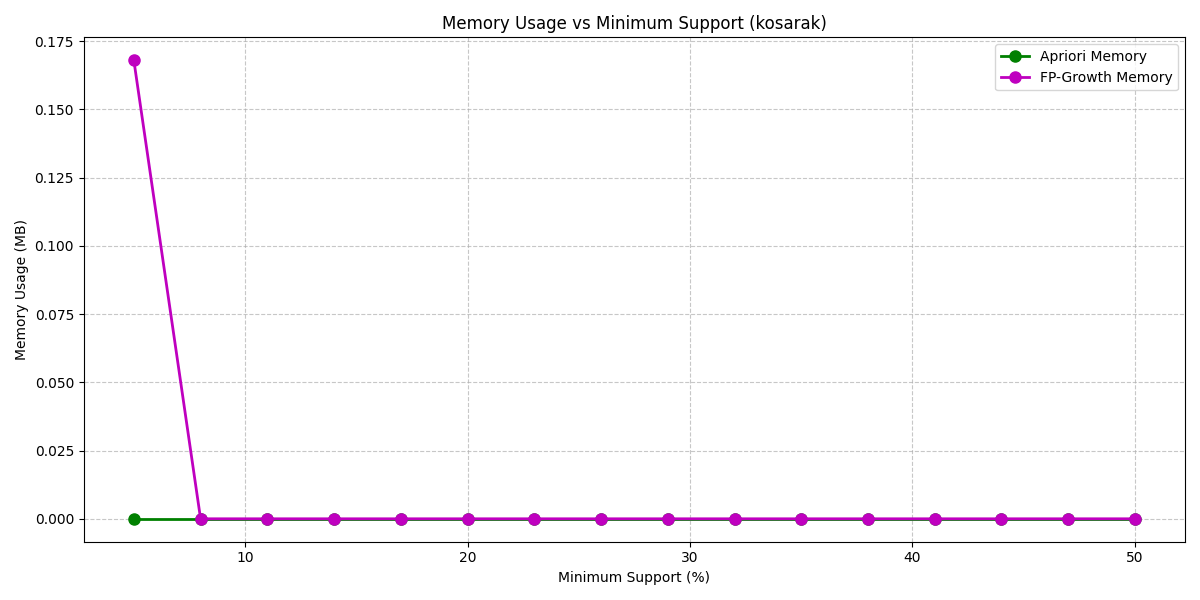 Memory Usage vs Minimum Support (kosarak)
Apriori Memory
FP-Growth Memory
Memory Usage (MB)
0.175
0.150
0.125
0.100
0.075
0.050
0.025
0.000
10 20 30 40 50
Minimum Support (%)